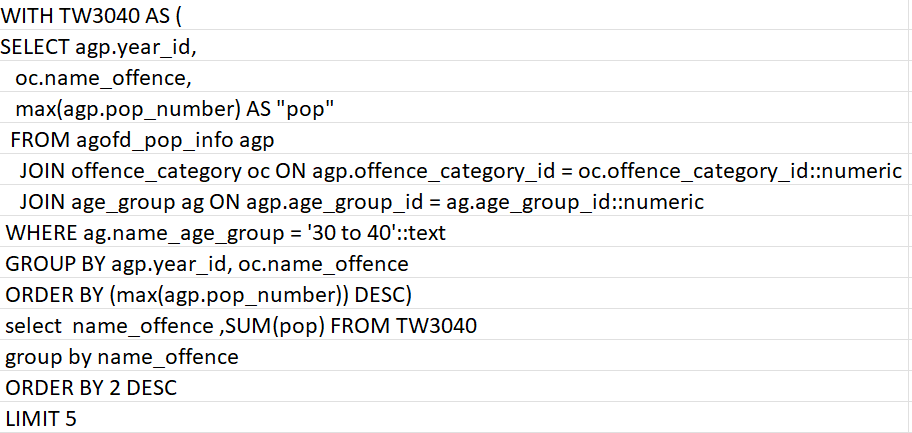 WITH TW3040 AS (
SELECT agp.year_id,
oc.name_offence,
max(agp.pop_number) AS "pop"
FROM agofd_pop_info agp
JOIN offence_category oc ON agp.offence_category_id = oc.offence_category_id::numeric
JOIN age_group ag ON agp.age_group_id = ag.age_group_id::numeric
WHERE ag.name_age_group = '30 to 40'::text
GROUP BY agp.year_id, oc.name_offence
ORDER BY (max(agp.pop_number)) DESC)
select  name_offence ,SUM(pop) FROM TW3040
group by name_offence
ORDER BY 2 DESC
LIMIT 5